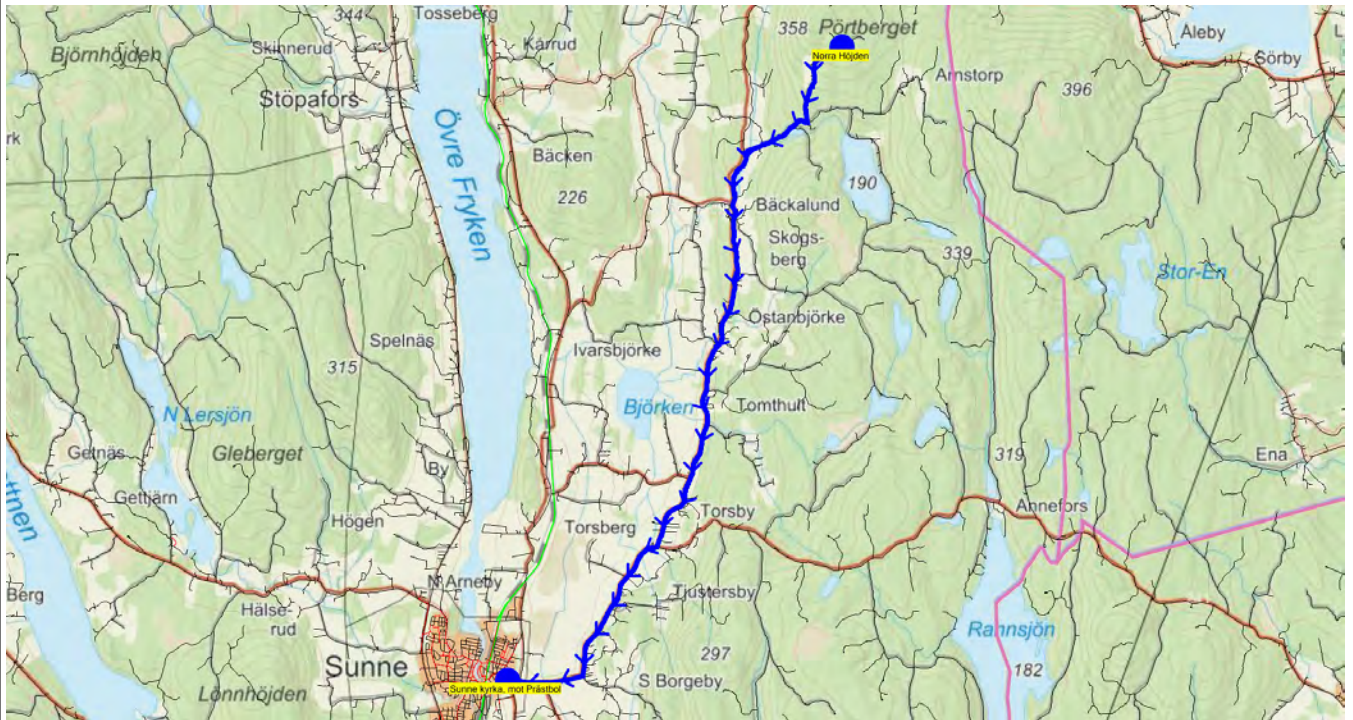 Tosseberg
344
Björnhöjden
Skinnerud
Kårrud
358
Pörtberget
Norra Höjden
Åleby
Sörby
Arnstorp
396
Stöpafors
rk
Övre Fryken
Bäcken
226
190
Bäckalund
Skogs-
berg
339
Stor-En
Östanbjörke
Spelnäs
315
Ivarsbjörke
Björken
Tomthult
N Lersjön
Gleberget
Getnäs
Gettjärn
By
Högen
319
Ena
Annefors
Torsberg
Torsby
ttnen
Berg
N Arneby
Hälse-
rud
Tjustersby
Rannsjön
182
297
Sunne
S Borgeby
Lönnhöjden
Sunne kyrka, mot Prästbol